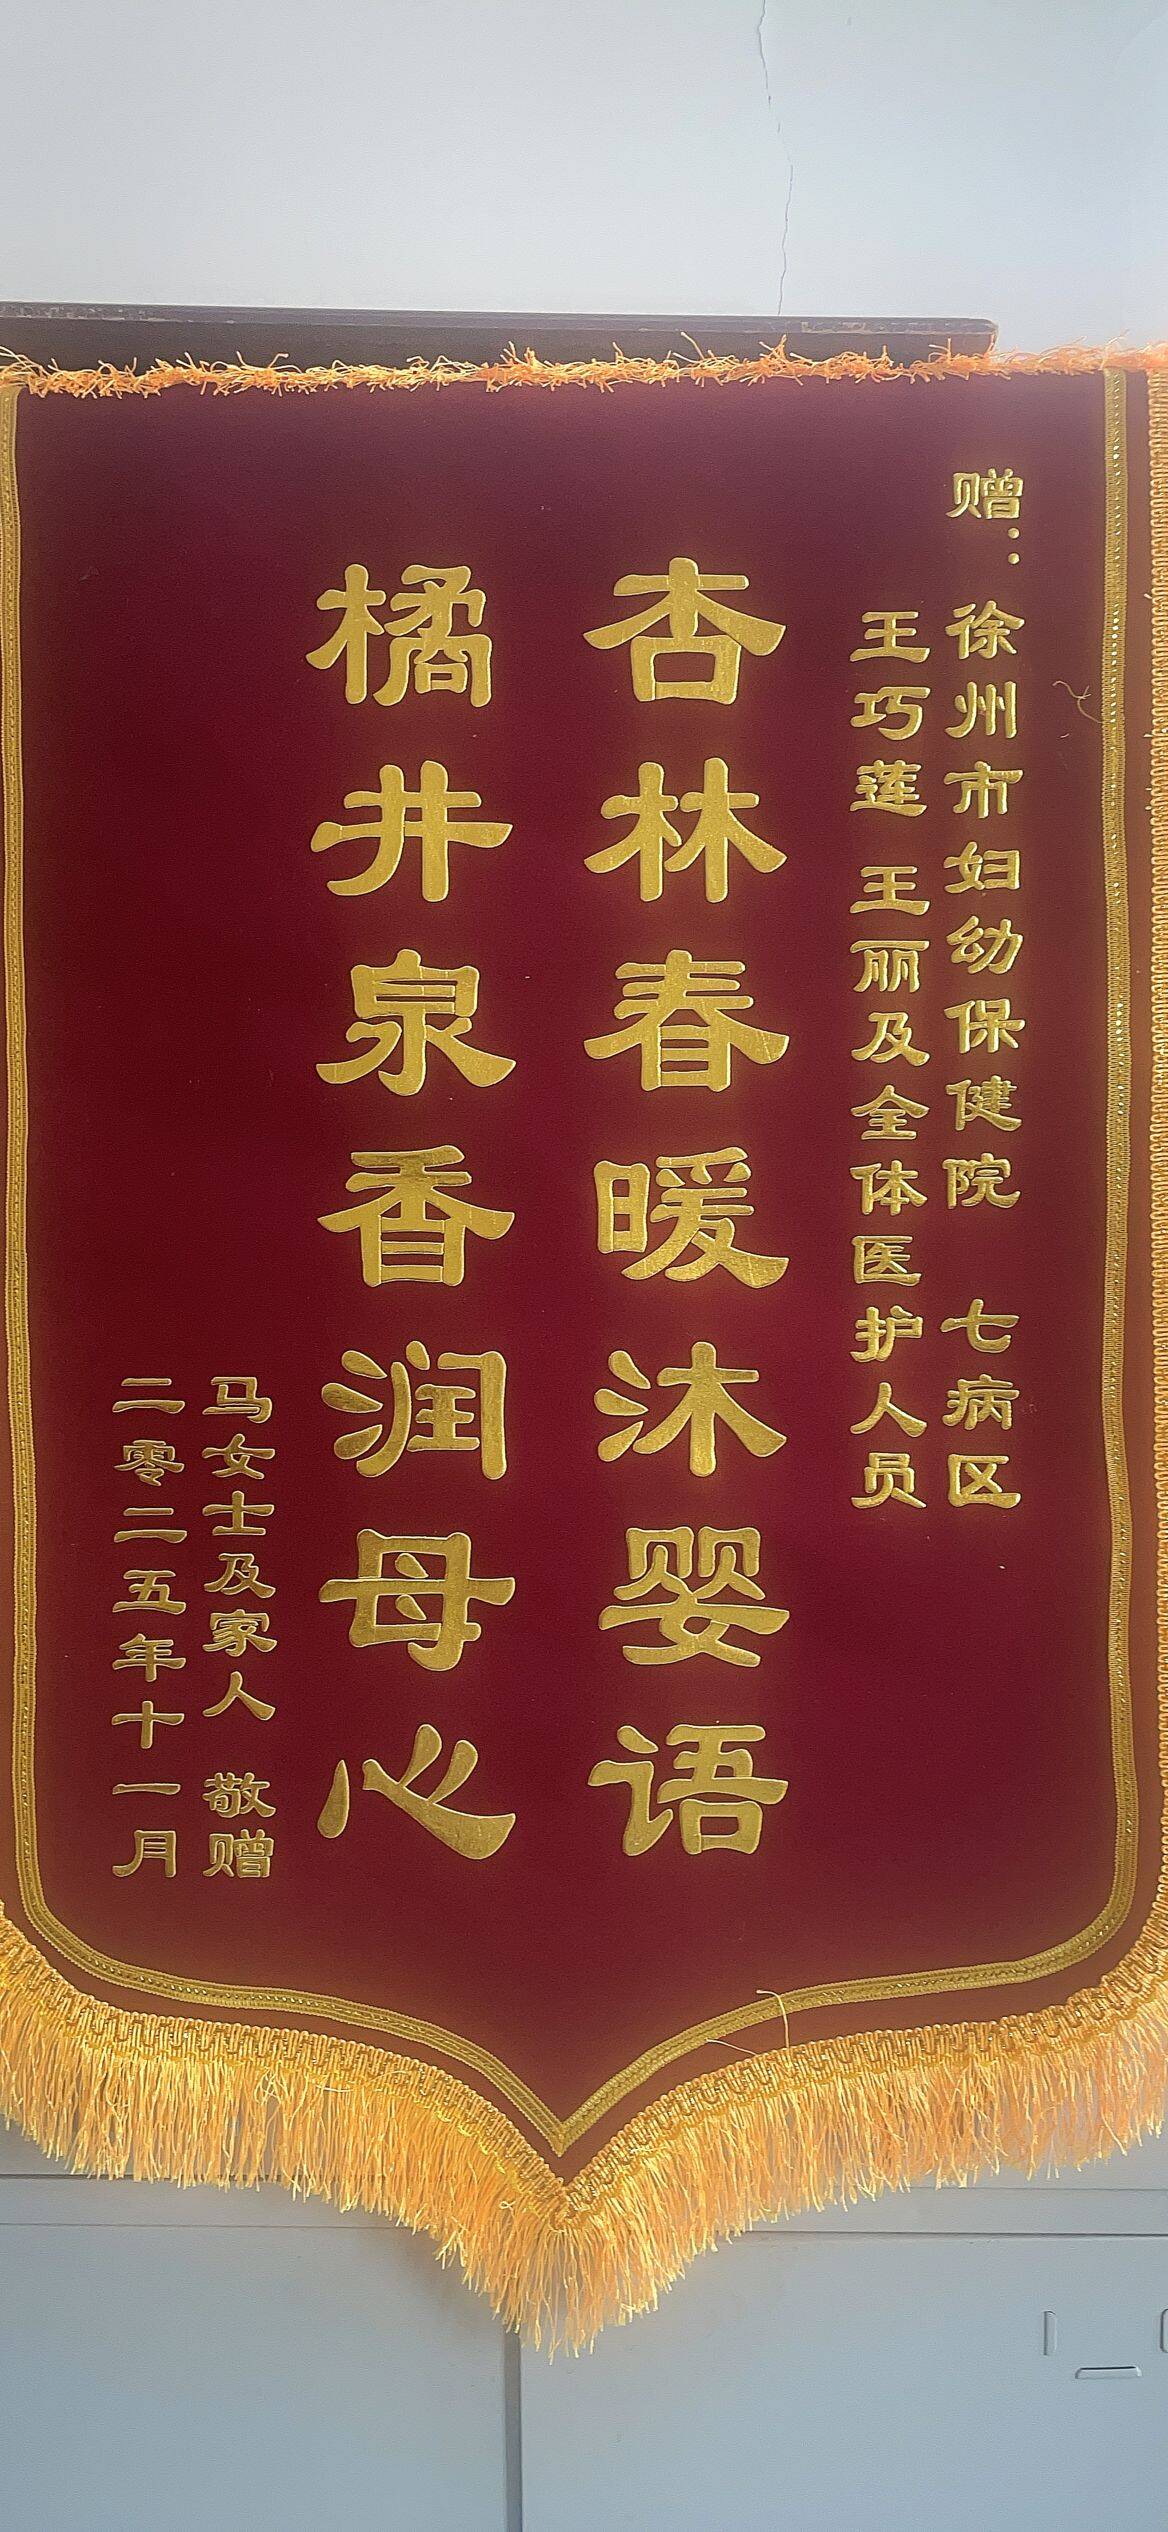 赠：徐州市妇幼保健院 七病区
王巧莲 王丽及全体医护人员
杏林春暖沐婴语
橘井泉香润母心
马女士及家人 敬赠
二零二五年十一月